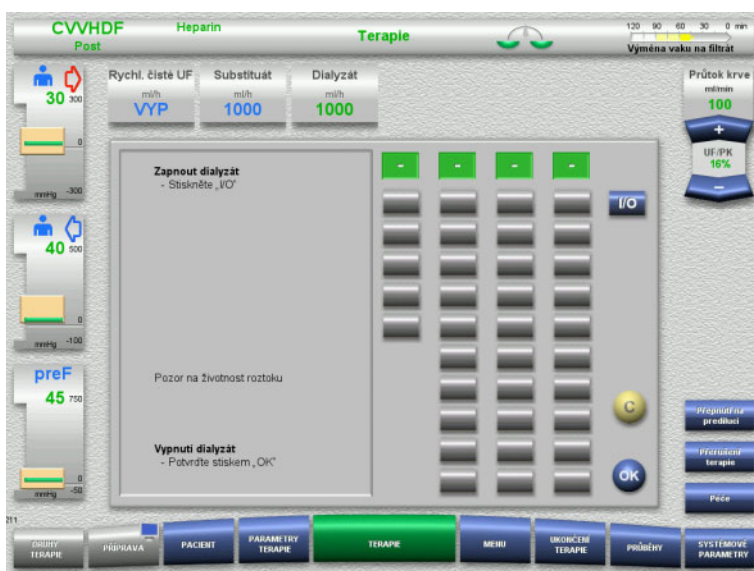 CVVHDF
Post
Heparin
Terapie
120 90 60 30 0 min
Výměna vaku na filtrát
30 300
0
mmHg -300
40 500
0
mmHg -100
preF
45 750
0
mmHg -50
Rychl. čisté UF
ml/h
VYP
Substituát
ml/h
1000
Dialyzát
ml/h
1000
Průtok krve
ml/min
100
+
UF/PK
16%
–
Zapnout dialyzát
- Stiskněte „I/O"
Pozor na životnost roztoku
Vypnutí dialyzát
- Potvrďte stiskem „OK"
- - - -
I/O
C
OK
Přepnutí na
prediluci
Přerušení
terapie
Péče
211
DRUHY
TERAPIE
PŘÍPRAVA
PACIENT
PARAMETRY
TERAPIE
TERAPIE
MENU
UKONČENÍ
TERAPIE
PRŮBĚHY
SYSTÉMOVÉ
PARAMETRY